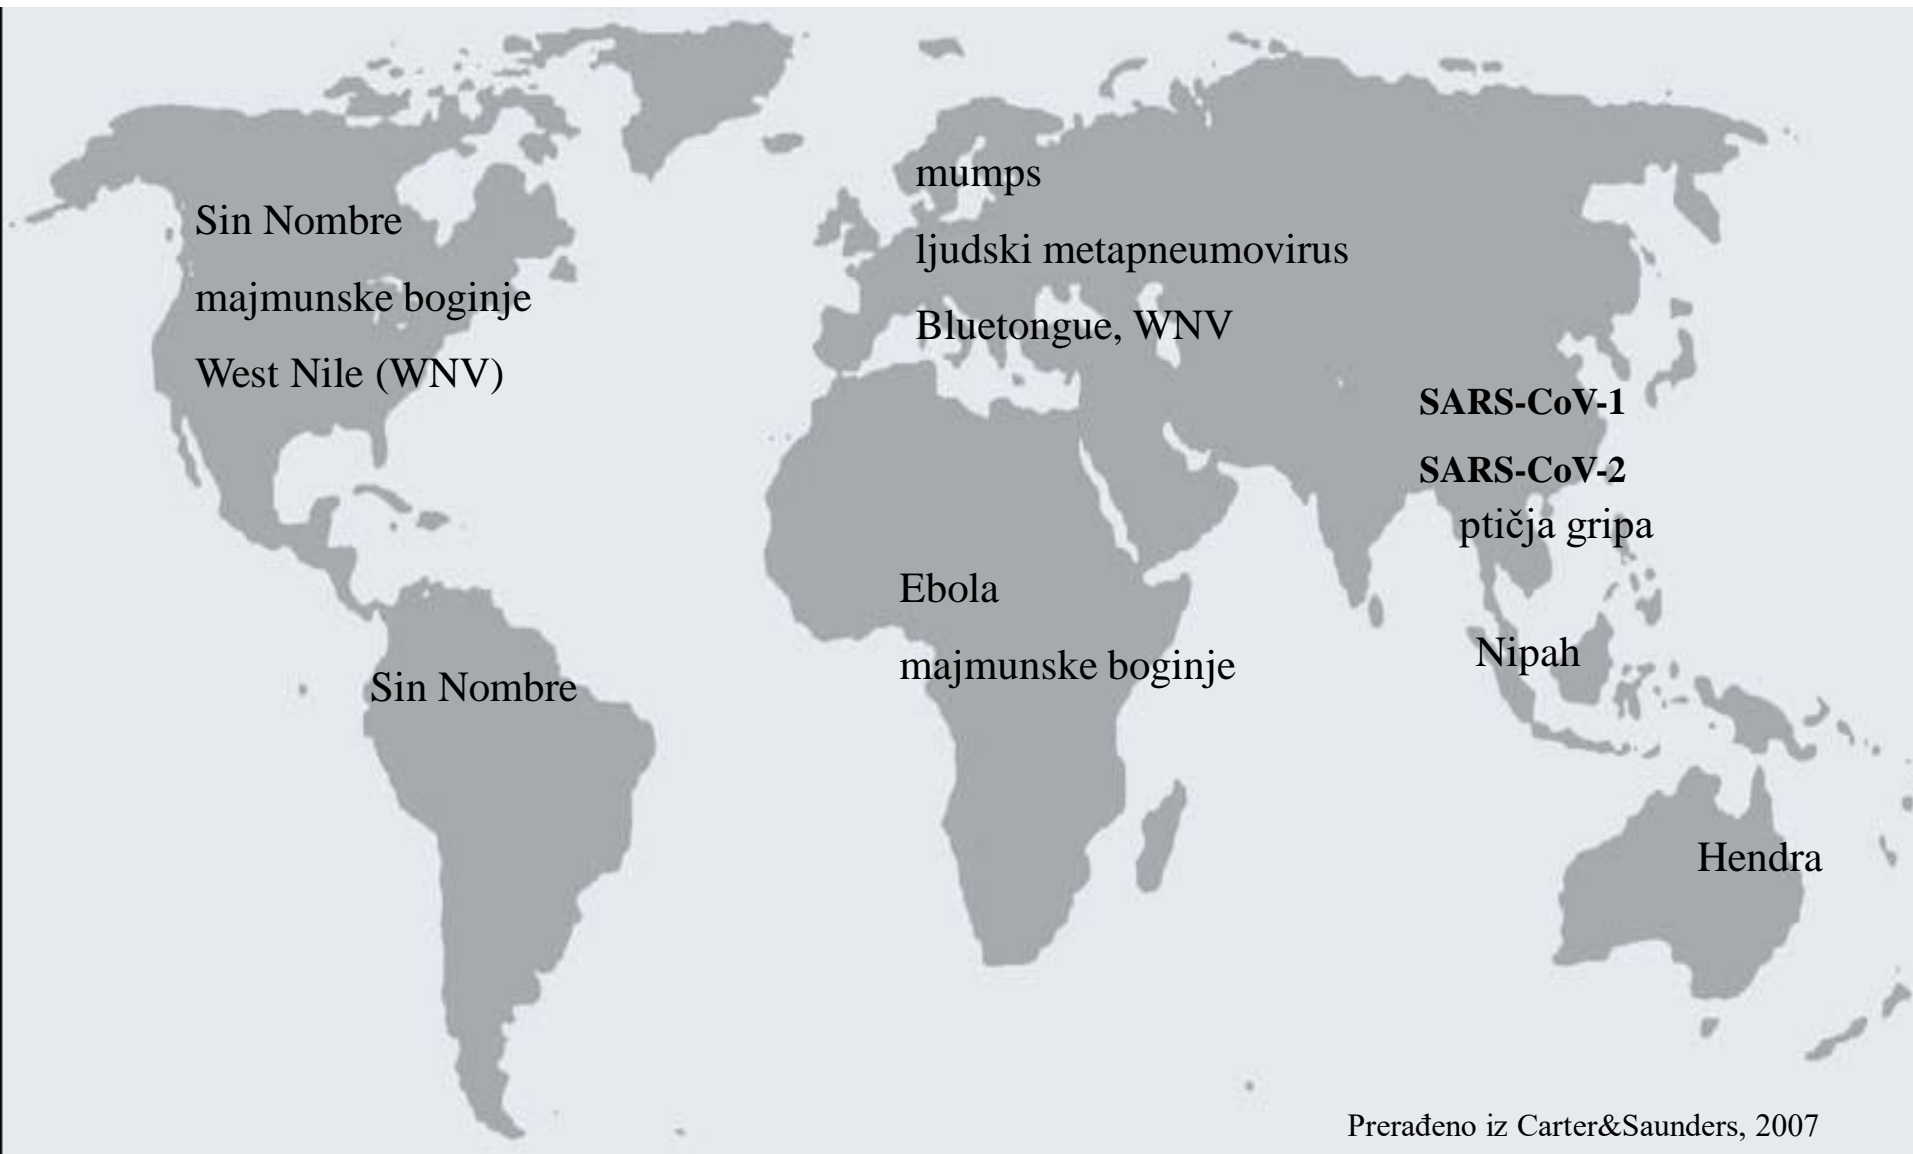 Sin Nombre
majmunske boginje
West Nile (WNV)
mumps
ljudski metapneumovirus
Bluetongue, WNV
SARS-CoV-1
SARS-CoV-2
ptičja gripa
Ebola
majmunske boginje
Sin Nombre
Nipah
Hendra
Prerađeno iz Carter&Saunders, 2007